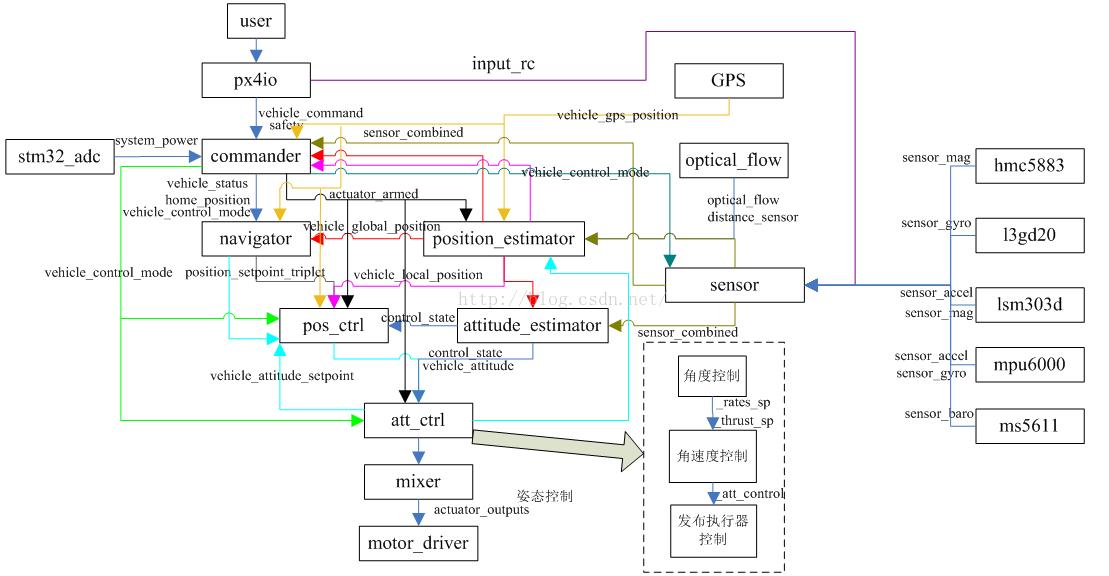 user
px4io
input_rc
GPS
vehicle_command
safety
vehicle_gps_position
system_power
sensor_combined
stm32_adc
commander
optical_flow
sensor_mag
hmc5883
vehicle_control_mode
vehicle_status
actuator_armed
home_position
optical_flow
vehicle_control_mode
distance_sensor
vehicle_global_position
sensor_gyro
navigator
position_estimator
l3gd20
vehicle_control_mode
position_setpoint_triplet
vehicle_local_position
sensor
sensor_accel
http://blog.csdn.net/
lsm303d
sensor_mag
pos_ctrl
control_state
attitude_estimator
sensor_combined
control_state
vehicle_attitude
sensor_accel
mpu6000
sensor_gyro
vehicle_attitude_setpoint
角度控制
_rates_sp
_thrust_sp
sensor_baro
att_ctrl
ms5611
角速度控制
mixer
姿态控制
_att_control
actuator_outputs
发布执行器
控制
motor_driver